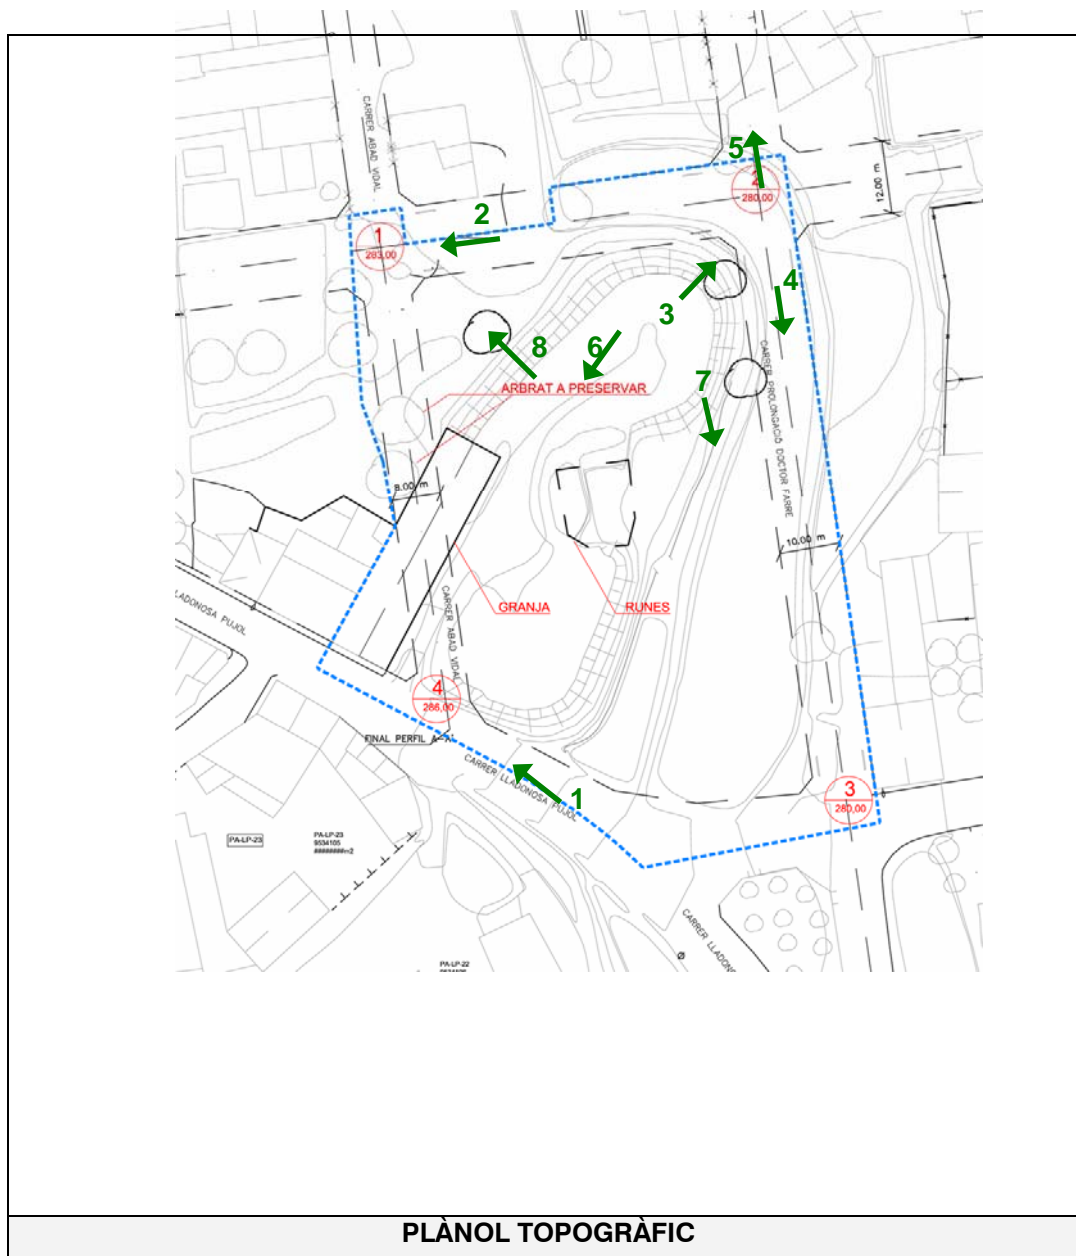 CARRER ABAD VIDAL
5
2
280,00
12.00 m
2
1
283,00
3
4
8
6
7
CARRER PROLONGACIÓ DOCTOR FARRE
ARBRAT A PRESERVAR
8.00 m
10.00 m
GRANJA
RUNES
LLADONOSA PUJOL
CARRER ABAD VIDAL
4
286,00
FINAL PERFIL A-A'
CARRER LLADONOSA PUJOL
1
3
280,00
PA-LP-23
PA-LP-23
9534105
########m2
CARRER
PA-LP-22
PLÀNOL TOPOGRÀFIC